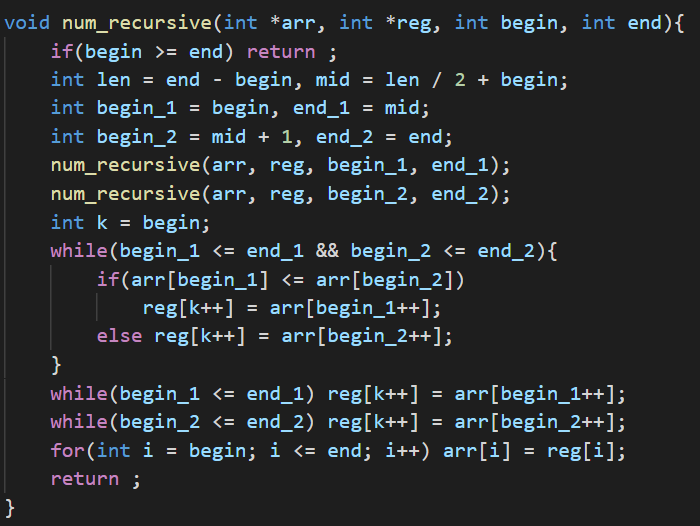 void num_recursive(int *arr, int *reg, int begin, int end){
    if(begin >= end) return ;
    int len = end - begin, mid = len / 2 + begin;
    int begin_1 = begin, end_1 = mid;
    int begin_2 = mid + 1, end_2 = end;
    num_recursive(arr, reg, begin_1, end_1);
    num_recursive(arr, reg, begin_2, end_2);
    int k = begin;
    while(begin_1 <= end_1 && begin_2 <= end_2){
        if(arr[begin_1] <= arr[begin_2])
            reg[k++] = arr[begin_1++];
        else reg[k++] = arr[begin_2++];
    }
    while(begin_1 <= end_1) reg[k++] = arr[begin_1++];
    while(begin_2 <= end_2) reg[k++] = arr[begin_2++];
    for(int i = begin; i <= end; i++) arr[i] = reg[i];
    return ;
}